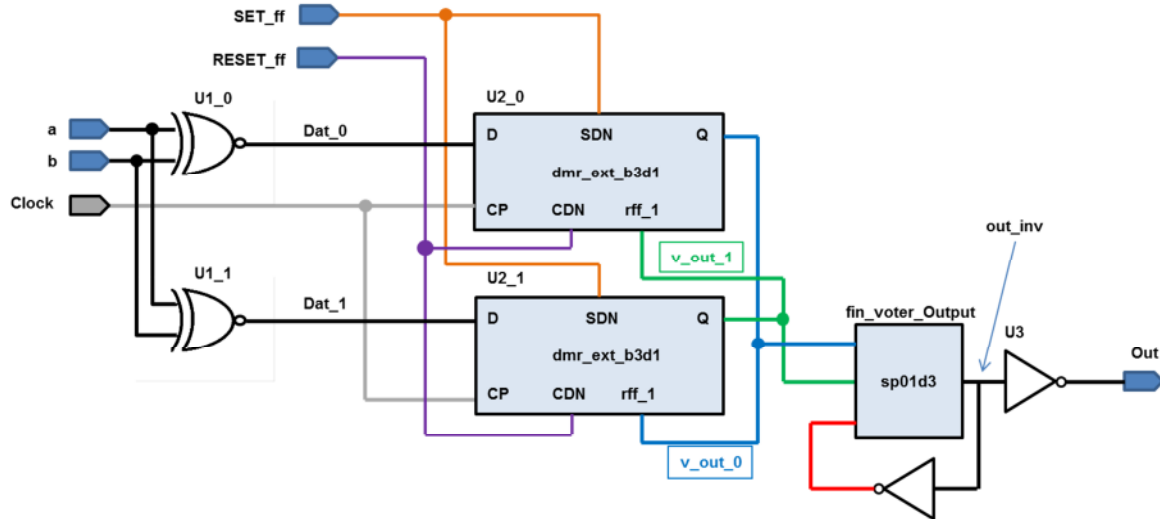 SET_ff
RESET_ff
U1_0
U2_0
a
Dat_0
D
SDN
Q
b
dmr_ext_b3d1
Clock
CP
CDN
rff_1
out_inv
v_out_1
U1_1
U2_1
Dat_1
D
SDN
Q
fin_voter_Output
U3
dmr_ext_b3d1
Out
sp01d3
CP
CDN
rff_1
v_out_0